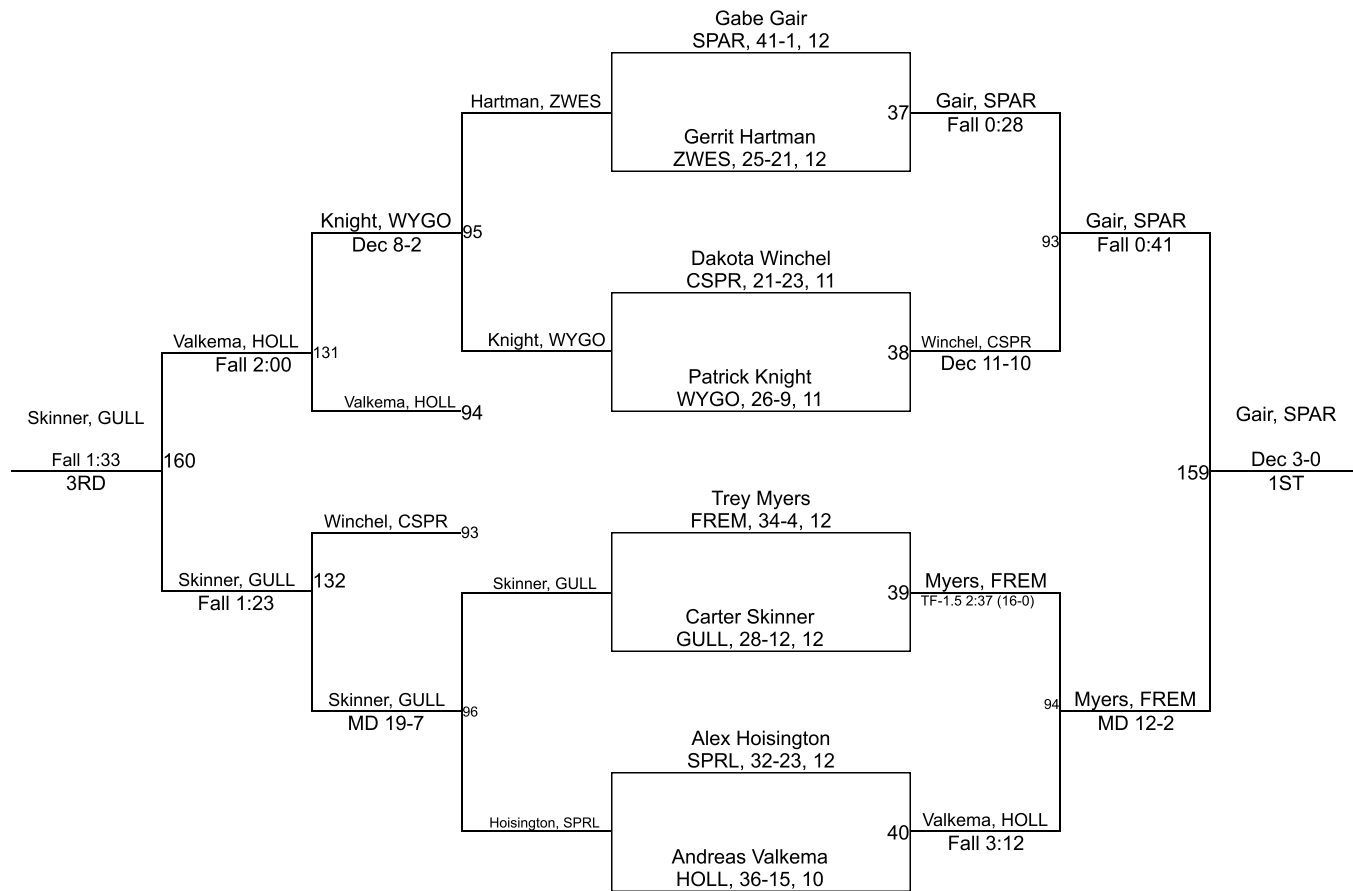 Gabe Gair
SPAR, 41-1, 12
Hartman, ZWES
37
Gair, SPAR
Fall 0:28
Gerrit Hartman
ZWES, 25-21, 12
Knight, WYGO
Dec 8-2
95
93
Gair, SPAR
Fall 0:41
Dakota Winchel
CSPR, 21-23, 11
Knight, WYGO
38
Winchel, CSPR
Dec 11-10
Valkema, HOLL
Fall 2:00
131
Patrick Knight
WYGO, 26-9, 11
Valkema, HOLL
94
Skinner, GULL
Fall 1:33
3RD
160
159
Gair, SPAR
Dec 3-0
1ST
Trey Myers
FREM, 34-4, 12
Winchel, CSPR
93
Skinner, GULL
Fall 1:23
132
Skinner, GULL
39
Myers, FREM
TF-1.5 2:37 (16-0)
Carter Skinner
GULL, 28-12, 12
Skinner, GULL
MD 19-7
96
94
Myers, FREM
MD 12-2
Alex Hoisington
SPRL, 32-23, 12
Hoisington, SPRL
40
Valkema, HOLL
Fall 3:12
Andreas Valkema
HOLL, 36-15, 10